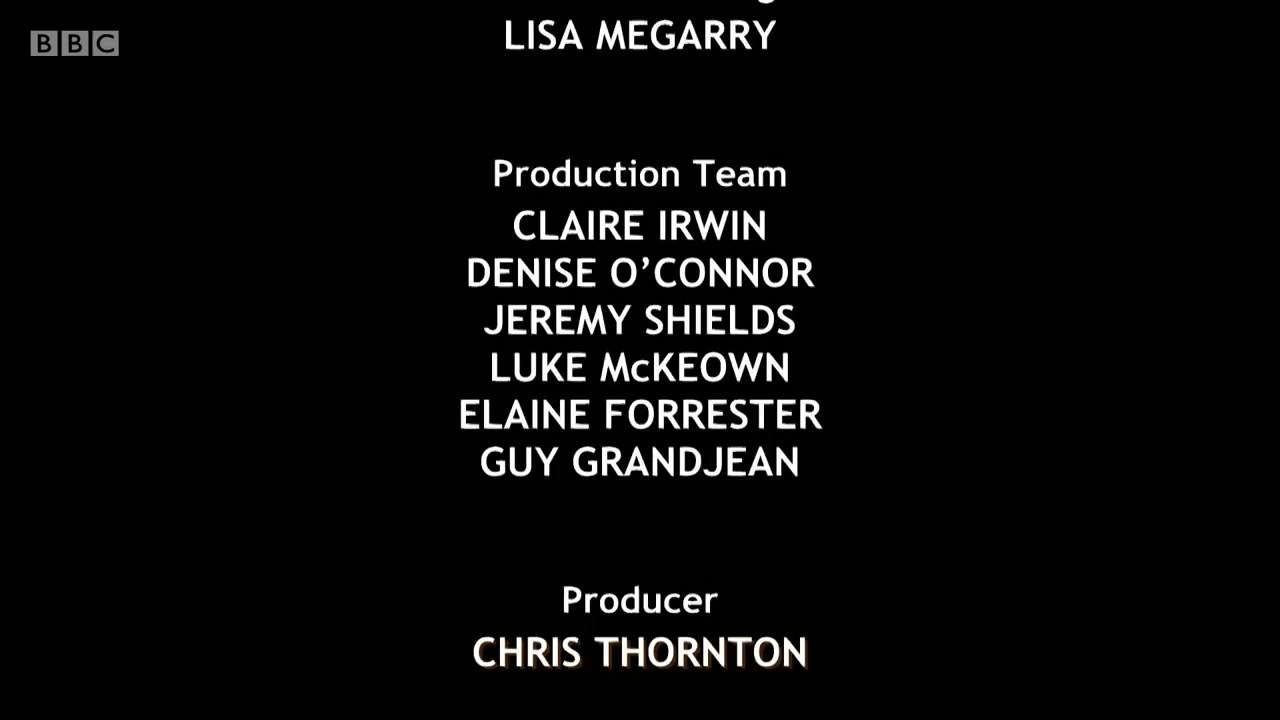 BBC
LISA MEGARRY
Production Team
CLAIRE IRWIN
DENISE O’CONNOR
JEREMY SHIELDS
LUKE McKEOWN
ELAINE FORRESTER
GUY GRANDJEAN
Producer
CHRIS THORNTON